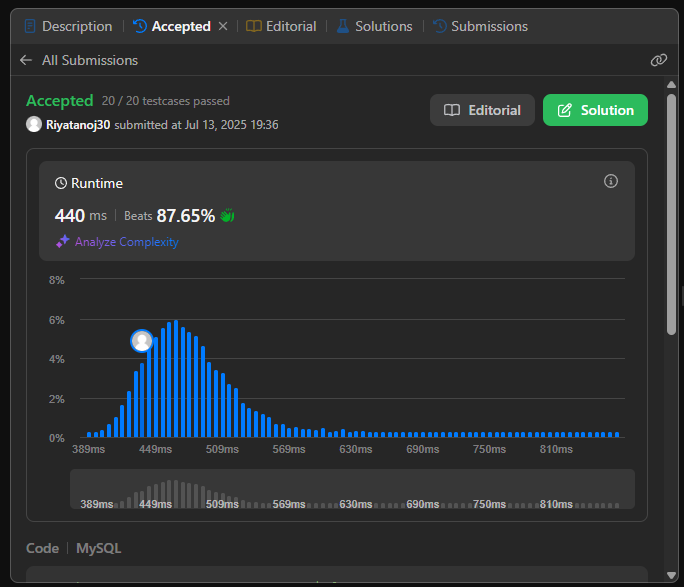 Description Accepted Editorial Solutions Submissions
All Submissions
Accepted 20 / 20 testcases passed
Riyatanoj30 submitted at Jul 13, 2025 19:36
Editorial Solution
Runtime
440 ms Beats 87.65%
Analyze Complexity
8%
6%
4%
2%
0%
389ms 449ms 509ms 569ms 630ms 690ms 750ms 810ms
389ms 449ms 509ms 569ms 630ms 690ms 750ms 810ms
Code MySQL